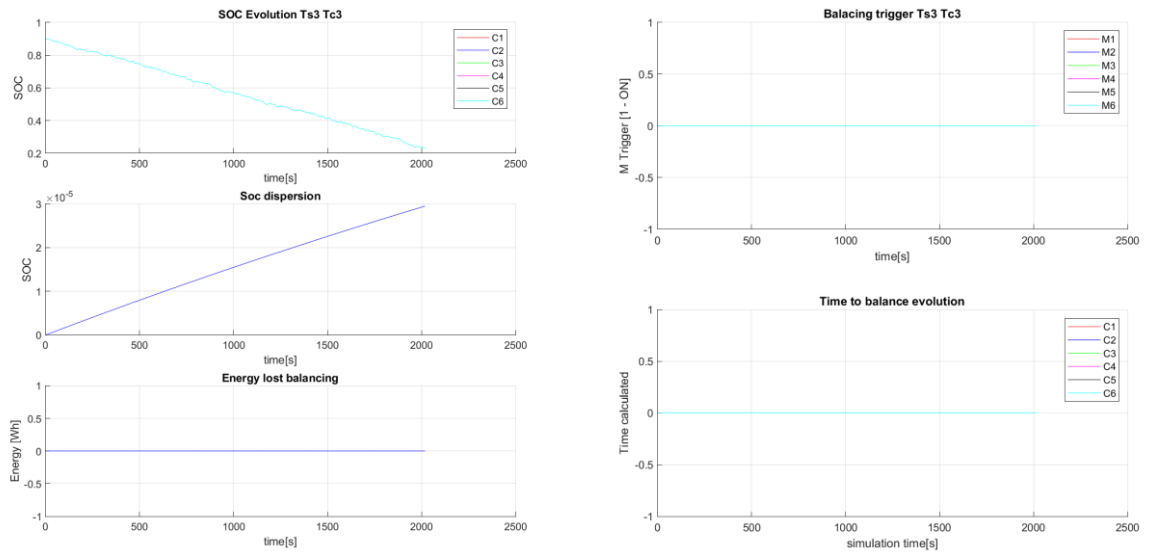 SOC Evolution Ts3 Tc3
1
0.8
0.6
0.4
0.2
SOC
0 500 1000 1500 2000 2500
time[s]
C1
C2
C3
C4
C5
C6
Soc dispersion
×10⁻⁵
3
2
1
0
SOC
0 500 1000 1500 2000 2500
time[s]
Energy lost balancing
1
0.5
0
-0.5
-1
Energy [Wh]
0 500 1000 1500 2000 2500
time[s]
Balacing trigger Ts3 Tc3
1
0.5
0
-0.5
-1
M Trigger [1 - ON]
0 500 1000 1500 2000 2500
time[s]
M1
M2
M3
M4
M5
M6
Time to balance evolution
1
0.5
0
-0.5
-1
Time calculated
0 500 1000 1500 2000 2500
simulation time[s]
C1
C2
C3
C4
C5
C6